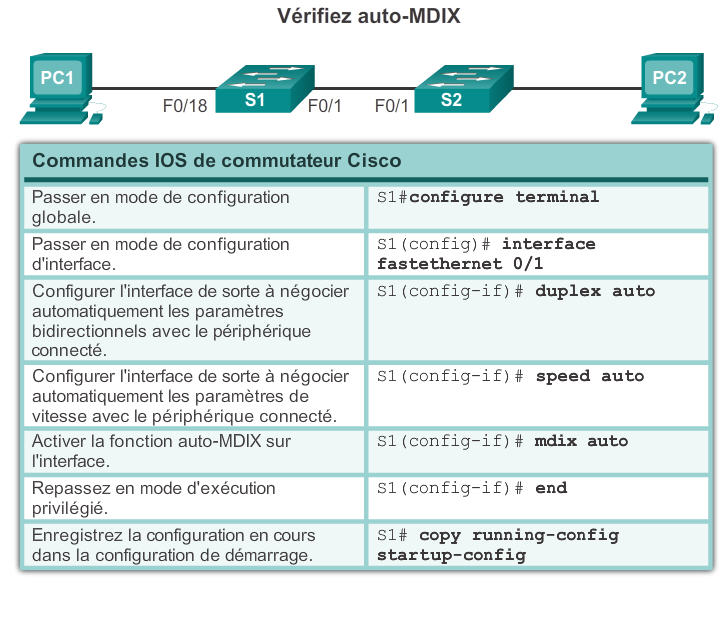 Vérifiez auto-MDIX
PC1
F0/18
S1
F0/1
F0/1
S2
PC2
Commandes IOS de commutateur Cisco
Passer en mode de configuration
globale.
S1#configure terminal
Passer en mode de configuration
d'interface.
S1(config)# interface
fastethernet 0/1
Configurer l'interface de sorte à négocier
automatiquement les paramètres
bidirectionnels avec le périphérique
connecté.
S1(config-if)# duplex auto
Configurer l'interface de sorte à négocier
automatiquement les paramètres de
vitesse avec le périphérique connecté.
S1(config-if)# speed auto
Activer la fonction auto-MDIX sur
l'interface.
S1(config-if)# mdix auto
Repassez en mode d'exécution
privilégié.
S1(config-if)# end
Enregistrez la configuration en cours
dans la configuration de démarrage.
S1# copy running-config
startup-config